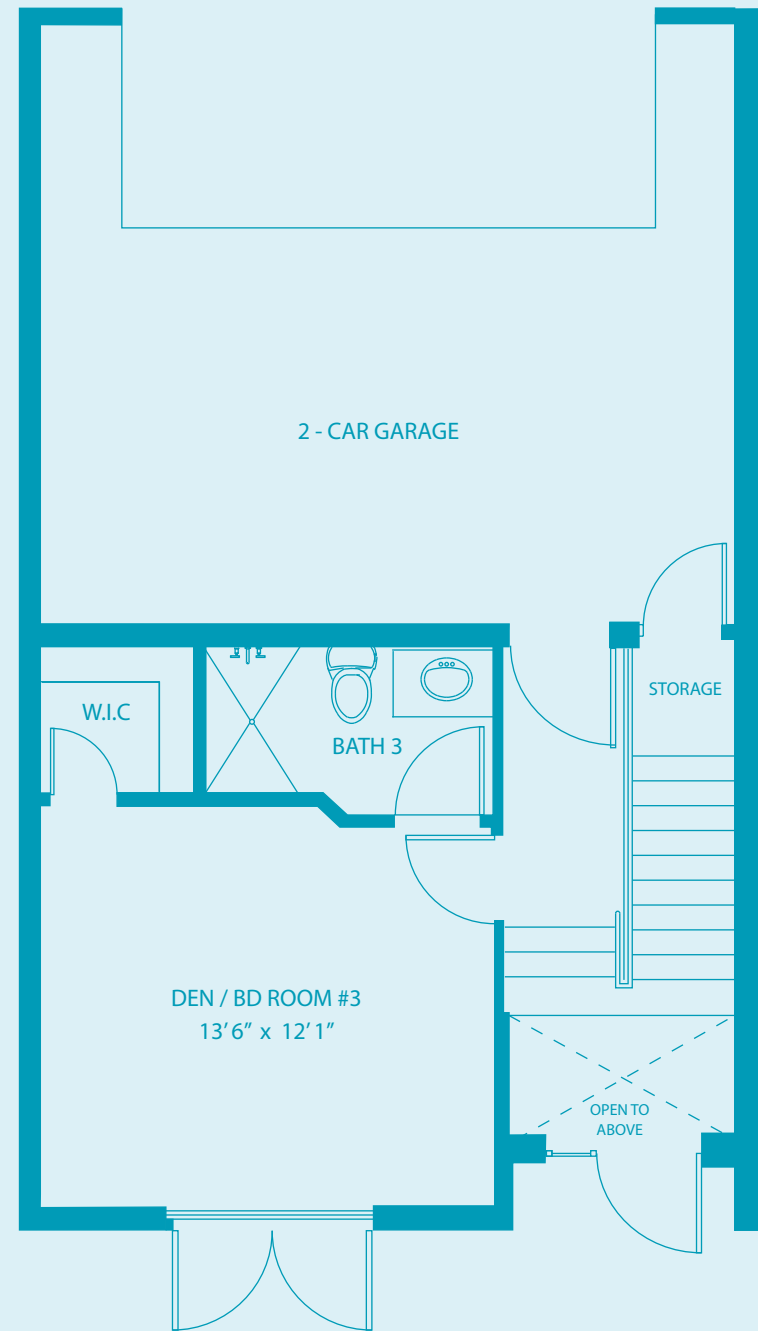 2 - CAR GARAGE
STORAGE
W.I.C
BATH 3
DEN / BD ROOM #3
13’6” x 12’1”
OPEN TO
ABOVE